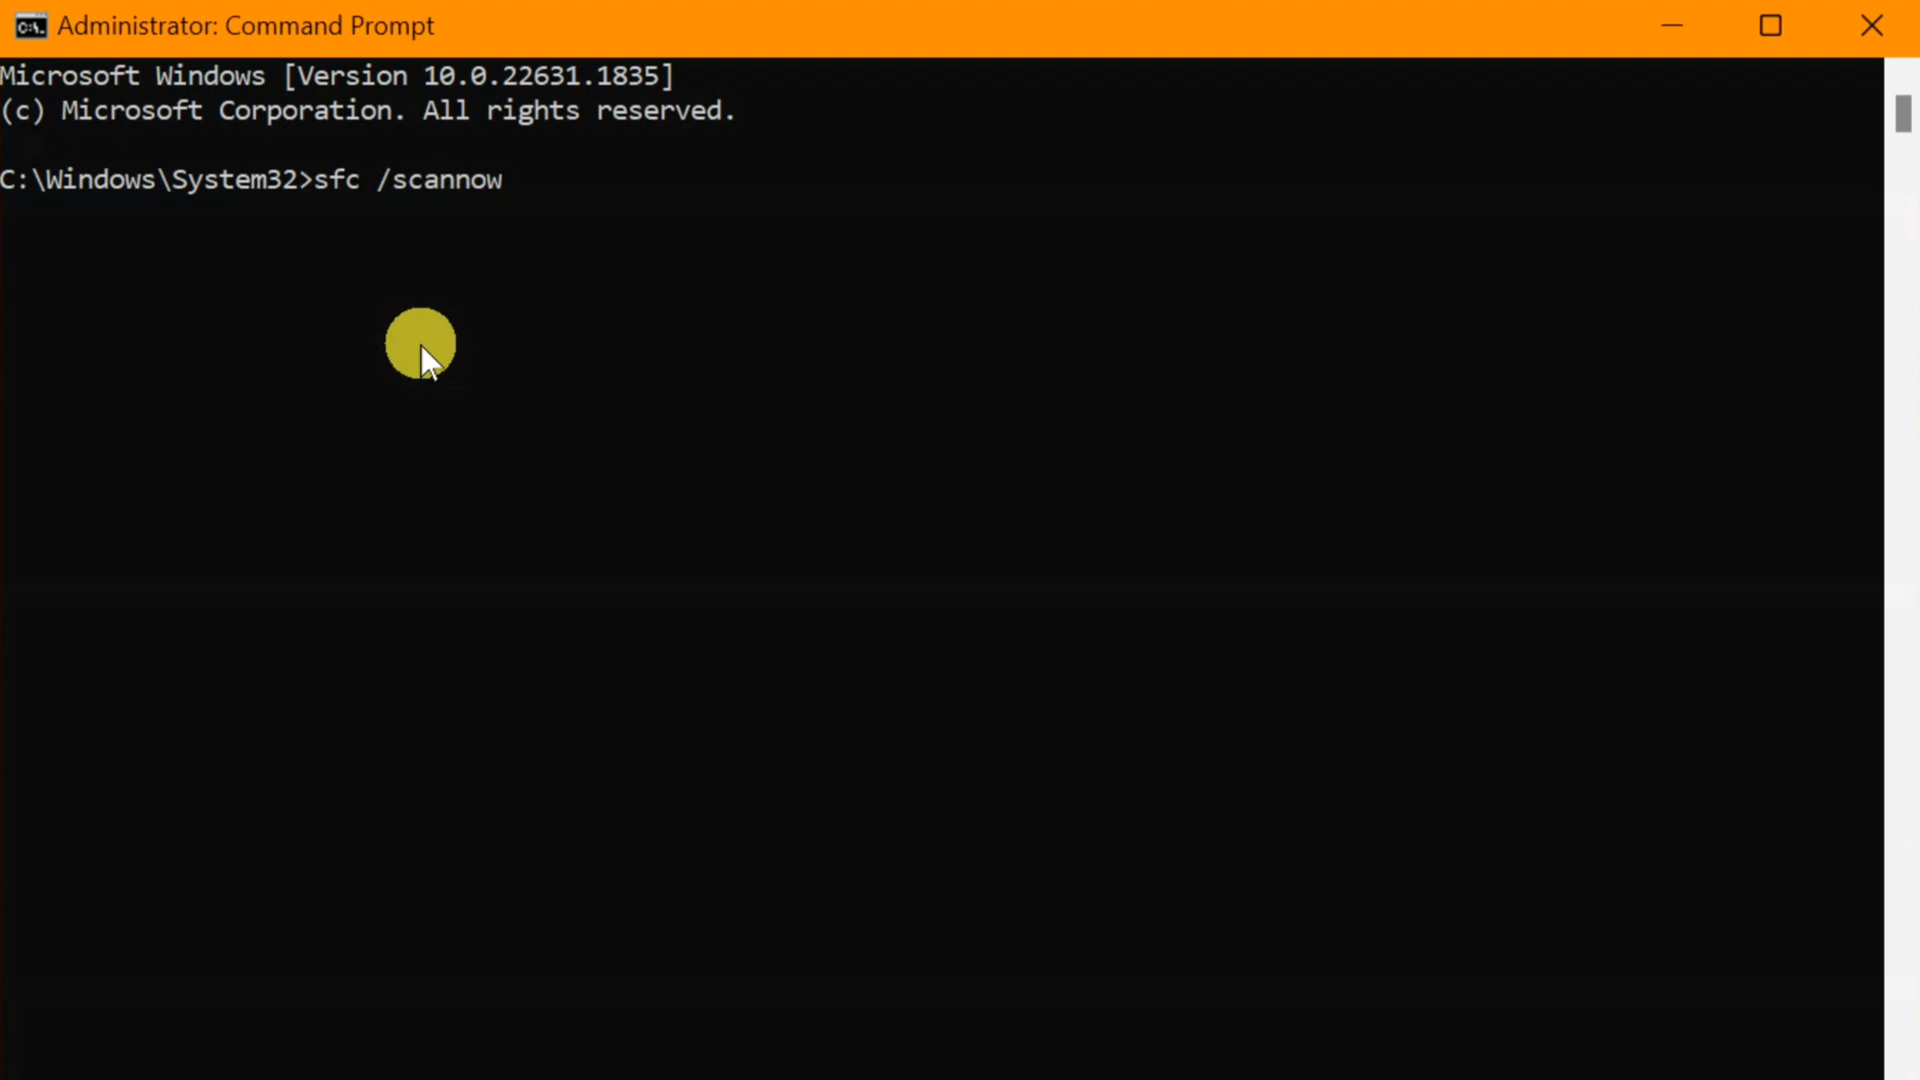 Administrator: Command Prompt
Microsoft Windows [Version 10.0.22631.1835]
(c) Microsoft Corporation. All rights reserved.
C:\Windows\System32>sfc /scannow